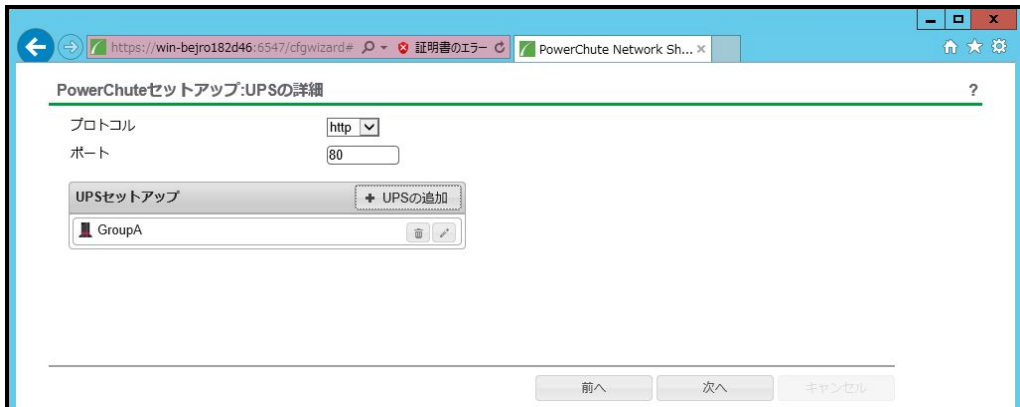 https://win-bejro182d46:6547/cfgwizard# 証明書のエラー PowerChute Network Sh... ×
PowerChuteセットアップ:UPSの詳細 ?
プロトコル http
ポート 80
UPSセットアップ + UPSの追加
GroupA
前へ 次へ キャンセル